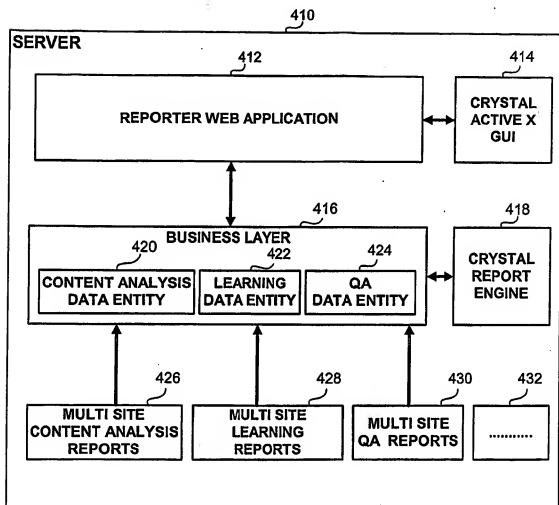 410
SERVER
412
414
REPORTER WEB APPLICATION
CRYSTAL
ACTIVE X
GUI
416
418
BUSINESS LAYER
420
422
424
CONTENT ANALYSIS
DATA ENTITY
LEARNING
DATA ENTITY
QA
DATA ENTITY
CRYSTAL
REPORT
ENGINE
426
428
430
432
MULTI SITE
CONTENT ANALYSIS
REPORTS
MULTI SITE
LEARNING
REPORTS
MULTI SITE
QA REPORTS
...........